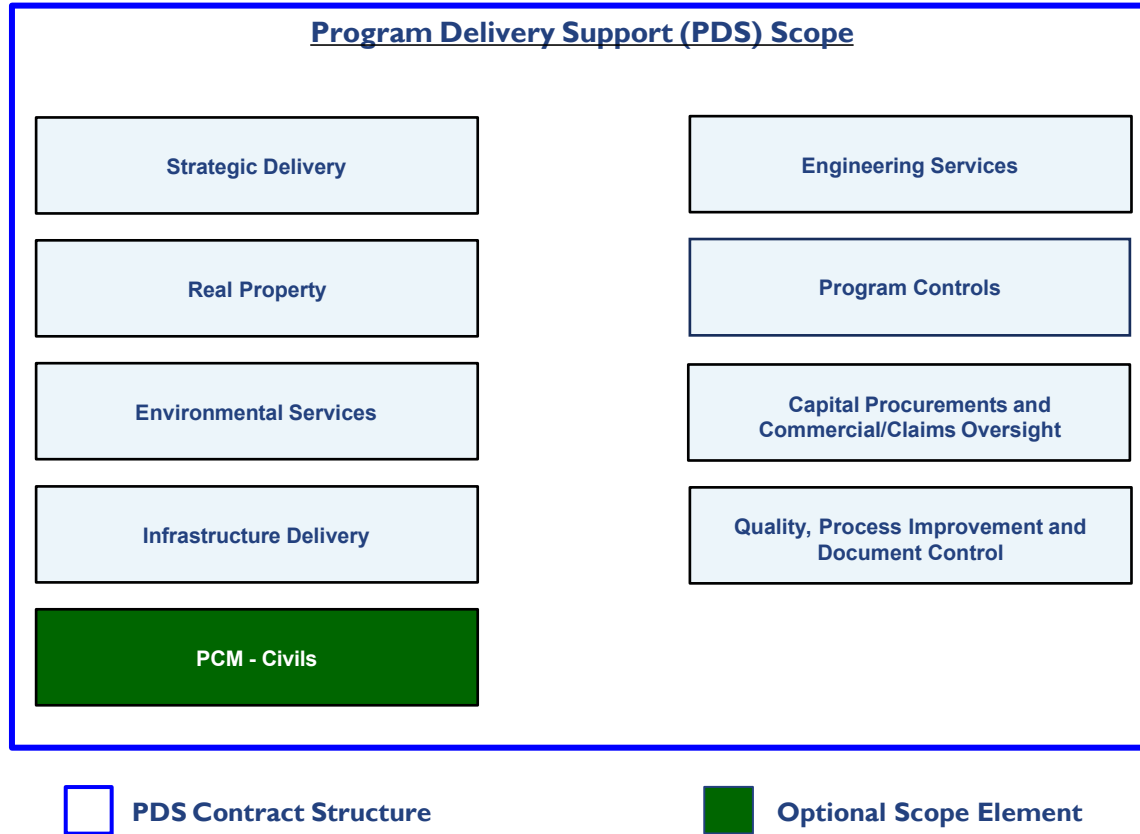 Program Delivery Support (PDS) Scope
Strategic Delivery
Real Property
Environmental Services
Infrastructure Delivery
PCM - Civils
Engineering Services
Program Controls
Capital Procurements and
Commercial/Claims Oversight
Quality, Process Improvement and
Document Control
PDS Contract Structure
Optional Scope Element